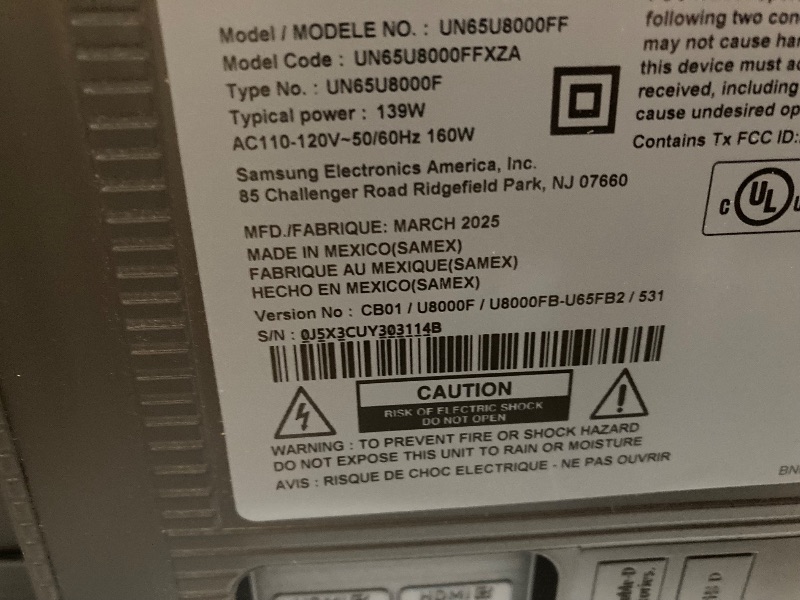 Model / MODELE NO. : UN65U8000FF
Model Code : UN65U8000FFXZA
Type No. : UN65U8000F
Typical power : 139W
AC110-120V~50/60Hz 160W
Samsung Electronics America, Inc.
85 Challenger Road Ridgefield Park, NJ 07660
MFD./FABRIQUE: MARCH 2025
MADE IN MEXICO(SAMEX)
FABRIQUE AU MEXIQUE(SAMEX)
HECHO EN MEXICO(SAMEX)
Version No : CB01 / U8000F / U8000FB-U65FB2 / 531
S/N : 0J5X3CUY303114B
CAUTION
RISK OF ELECTRIC SHOCK
DO NOT OPEN
WARNING : TO PREVENT FIRE OR SHOCK HAZARD
DO NOT EXPOSE THIS UNIT TO RAIN OR MOISTURE
AVIS : RISQUE DE CHOC ELECTRIQUE - NE PAS OUVRIR
following two
may not cause
this device must
received, including
cause undesired
Contains Tx FCC ID:
C UL